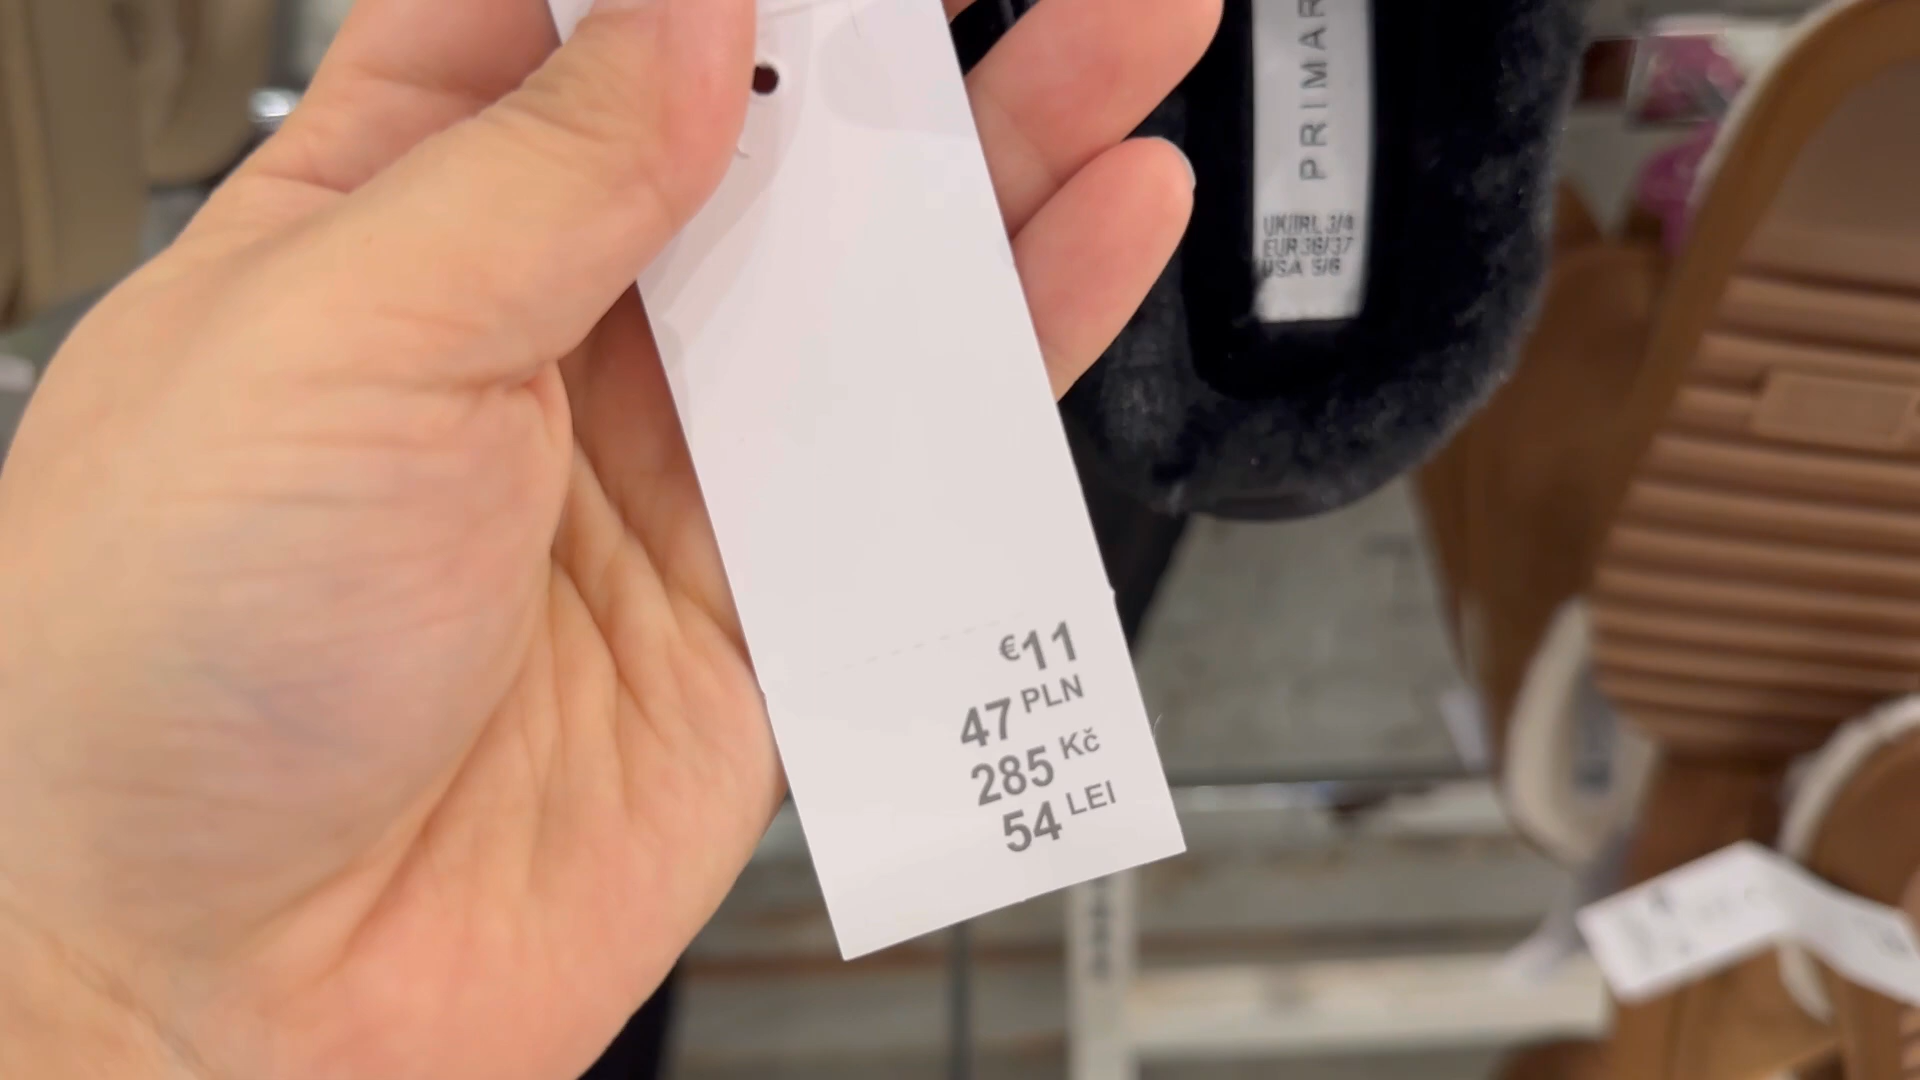 €11
47 PLN
285 Kč
54 LEI
PRIMAR
UK/IRL 3/4
EUR 36/37
USA 5/6